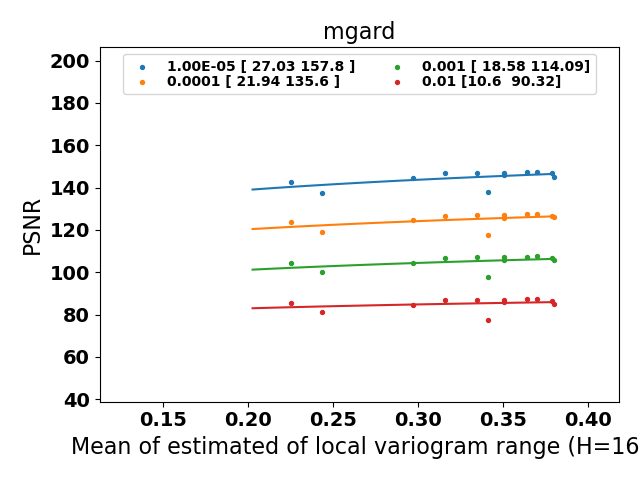 mgard
1.00E-05 [ 27.03 157.8 ]
0.0001 [ 21.94 135.6 ]
0.001 [ 18.58 114.09]
0.01 [10.6  90.32]
PSNR
200
180
160
140
120
100
80
60
40
0.15 0.20 0.25 0.30 0.35 0.40
Mean of estimated of local variogram range (H=16